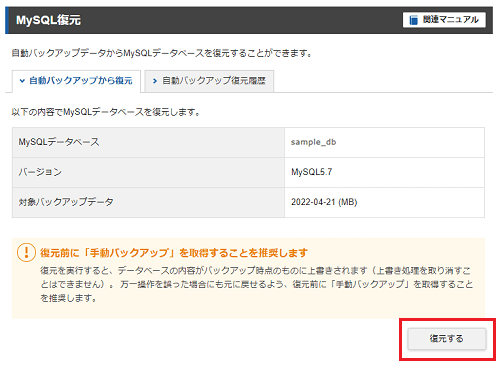 MySQL復元
関連マニュアル
自動バックアップデータからMySQLデータベースを復元することができます。
自動バックアップから復元
自動バックアップ復元履歴
以下の内容でMySQLデータベースを復元します。
MySQLデータベース sample_db
バージョン MySQL5.7
対象バックアップデータ 2022-04-21 (MB)
復元前に「手動バックアップ」を取得することを推奨します
復元を実行すると、データベースの内容がバックアップ時点のものに上書きされます（上書き処理を取り消すこ
とはできません）。 万一操作を誤った場合にも元に戻せるよう、復元前に「手動バックアップ」を取得すること
を推奨します。
復元する